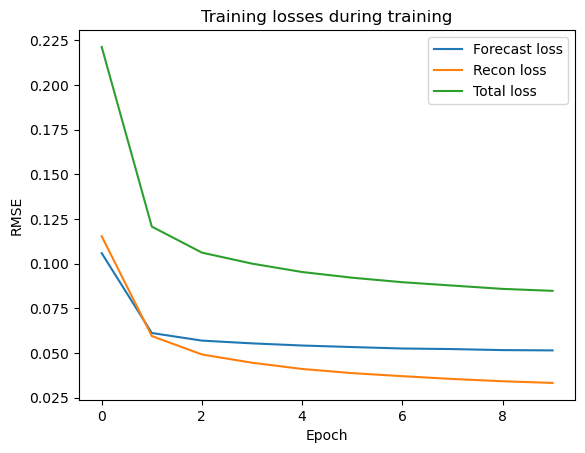 Training losses during training
0.225
0.200
0.175
0.150
0.125
0.100
0.075
0.050
0.025
RMSE
Forecast loss
Recon loss
Total loss
0
2
4
6
8
Epoch